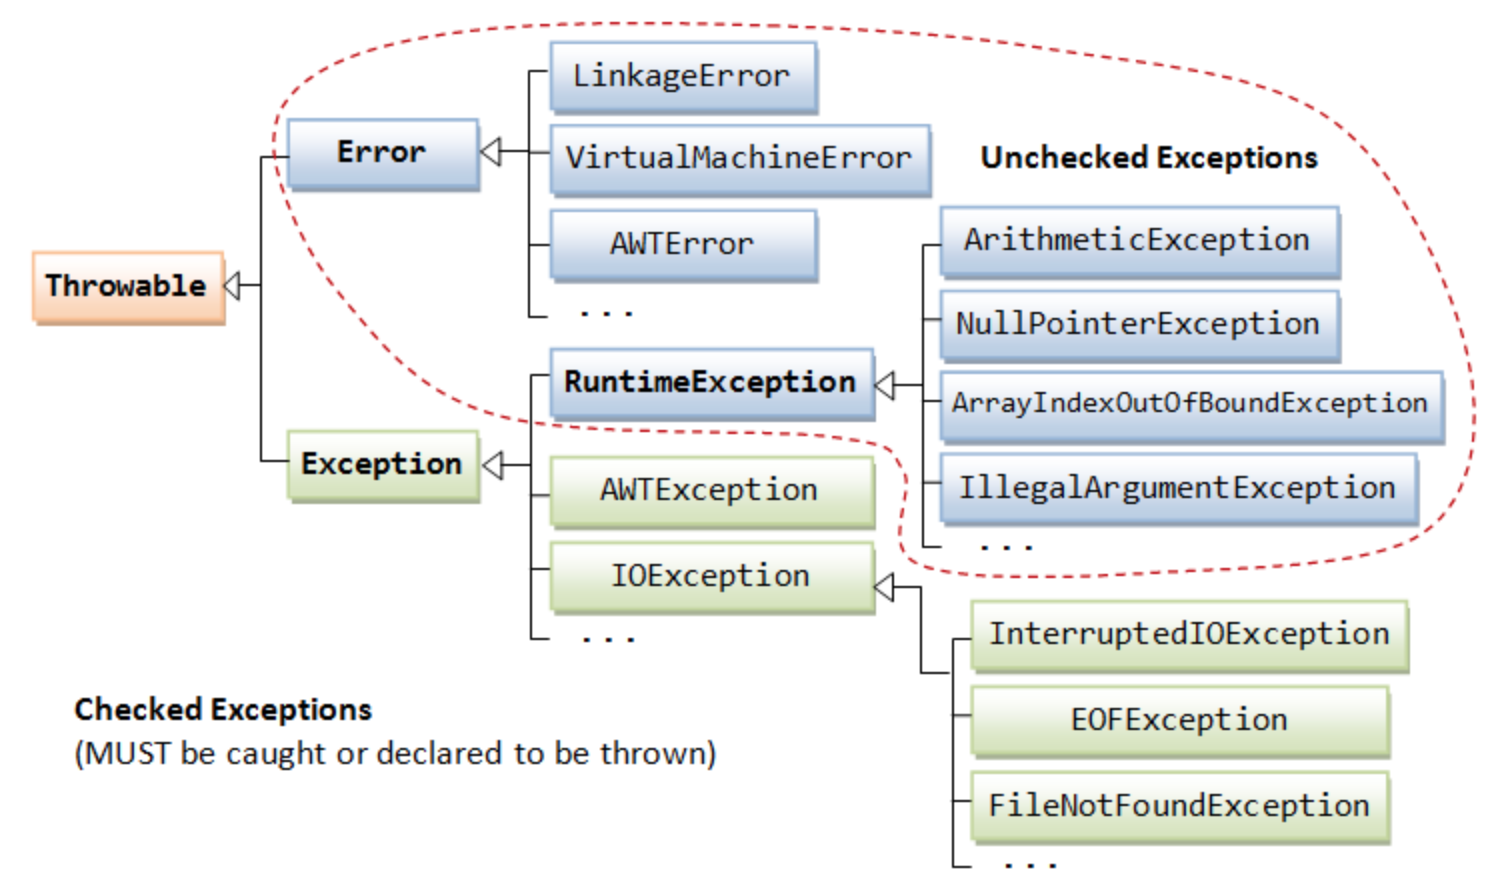 LinkageError
Error
VirtualMachineError
Unchecked Exceptions
AWTError
ArithmeticException
Throwable
...
NullPointerException
RuntimeException
ArrayIndexOutOfBoundException
Exception
AWTException
IllegalArgumentException
...
IOException
...
InterruptedIOException
Checked Exceptions
(MUST be caught or declared to be thrown)
EOFException
FileNotFoundException
...